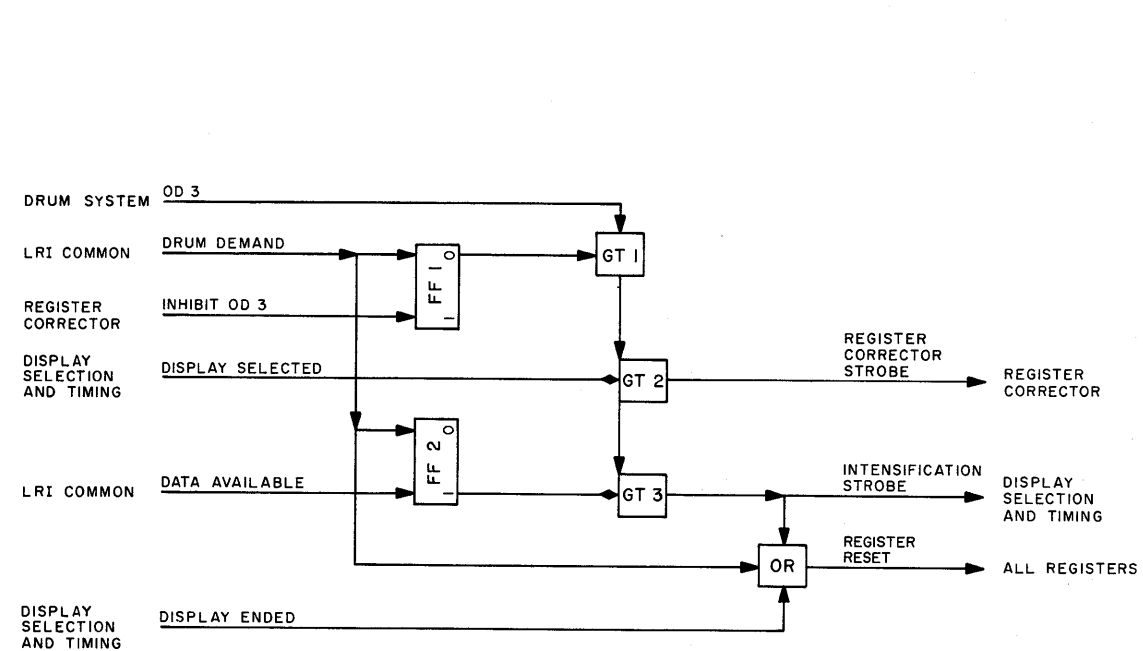 DRUM SYSTEM
OD 3
LRI COMMON
DRUM DEMAND
FF 1
0
1
GT 1
REGISTER
CORRECTOR
INHIBIT OD 3
DISPLAY
SELECTION
AND TIMING
DISPLAY SELECTED
GT 2
REGISTER
CORRECTOR
STROBE
REGISTER
CORRECTOR
FF 2
0
1
LRI COMMON
DATA AVAILABLE
GT 3
INTENSIFICATION
STROBE
DISPLAY
SELECTION
AND TIMING
OR
REGISTER
RESET
ALL REGISTERS
DISPLAY
SELECTION
AND TIMING
DISPLAY ENDED